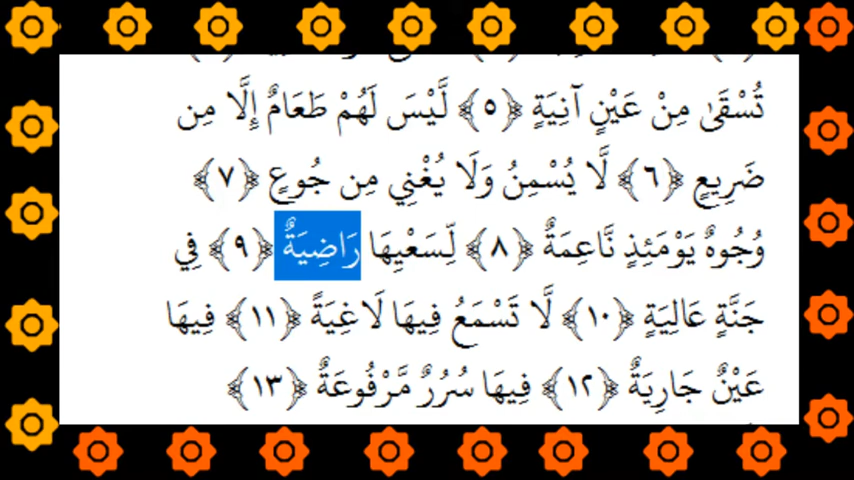 تُسْقَىٰ مِنْ عَيْنٍ آنِيَةٍ ﴿٥﴾ لَّيْسَ لَهُمْ طَعَامٌ إِلَّا مِن
ضَرِيعٍ ﴿٦﴾ لَّا يُسْمِنُ وَلَا يُغْنِي مِن جُوعٍ ﴿٧﴾
وُجُوهٌ يَوْمَئِذٍ نَّاعِمَةٌ ﴿٨﴾ لِّسَعْيِهَا رَاضِيَةٌ ﴿٩﴾ فِي
جَنَّةٍ عَالِيَةٍ ﴿١٠﴾ لَّا تَسْمَعُ فِيهَا لَاغِيَةً ﴿١١﴾ فِيهَا
عَيْنٌ جَارِيَةٌ ﴿١٢﴾ فِيهَا سُرُرٌ مَّرْفُوعَةٌ ﴿١٣﴾